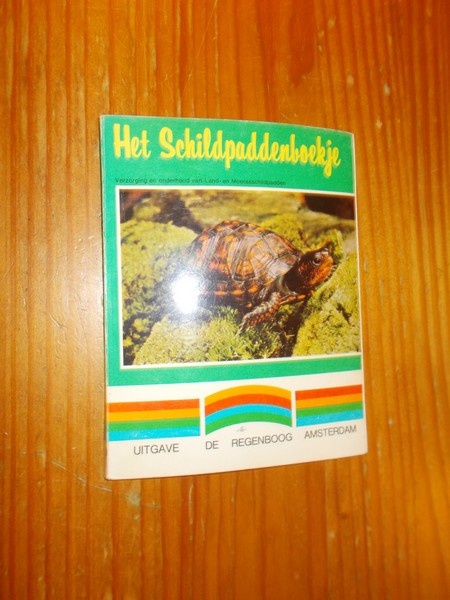 Het Schildpaddenboekje
Verzorging en onderhoud van Land- en Moerasschildpadden
UITGAVE DE REGENBOOG AMSTERDAM